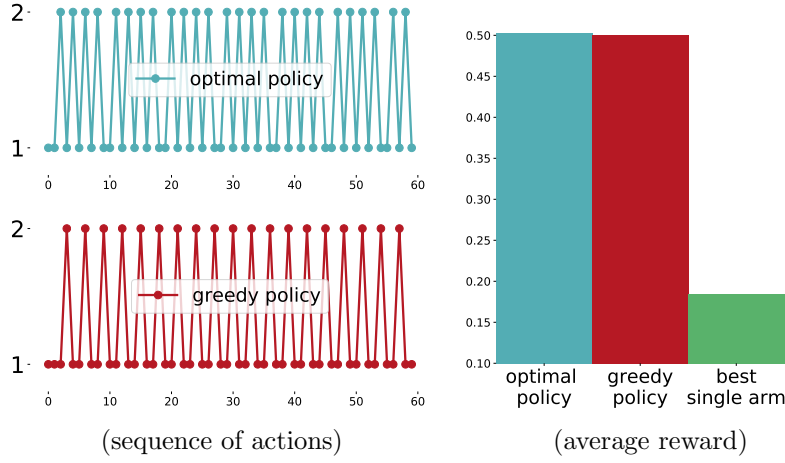 2
optimal policy
1
0 10 20 30 40 50 60
2
greedy policy
1
0 10 20 30 40 50 60
(sequence of actions)
0.50
0.45
0.40
0.35
0.30
0.25
0.20
0.15
0.10
optimal greedy best
policy policy single arm
(average reward)